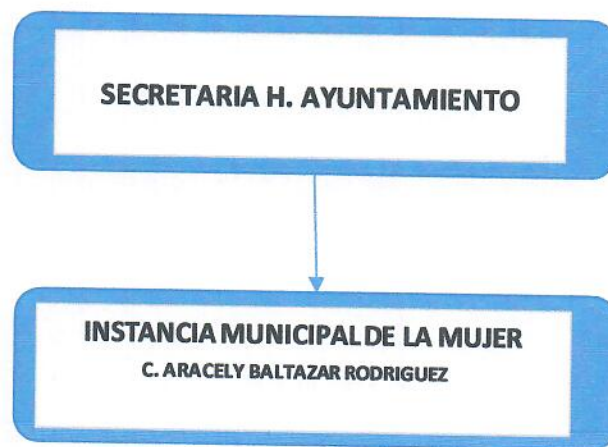 SECRETARIA H. AYUNTAMIENTO
INSTANCIA MUNICIPAL DE LA MUJER
C. ARACELY BALTAZAR RODRIGUEZ